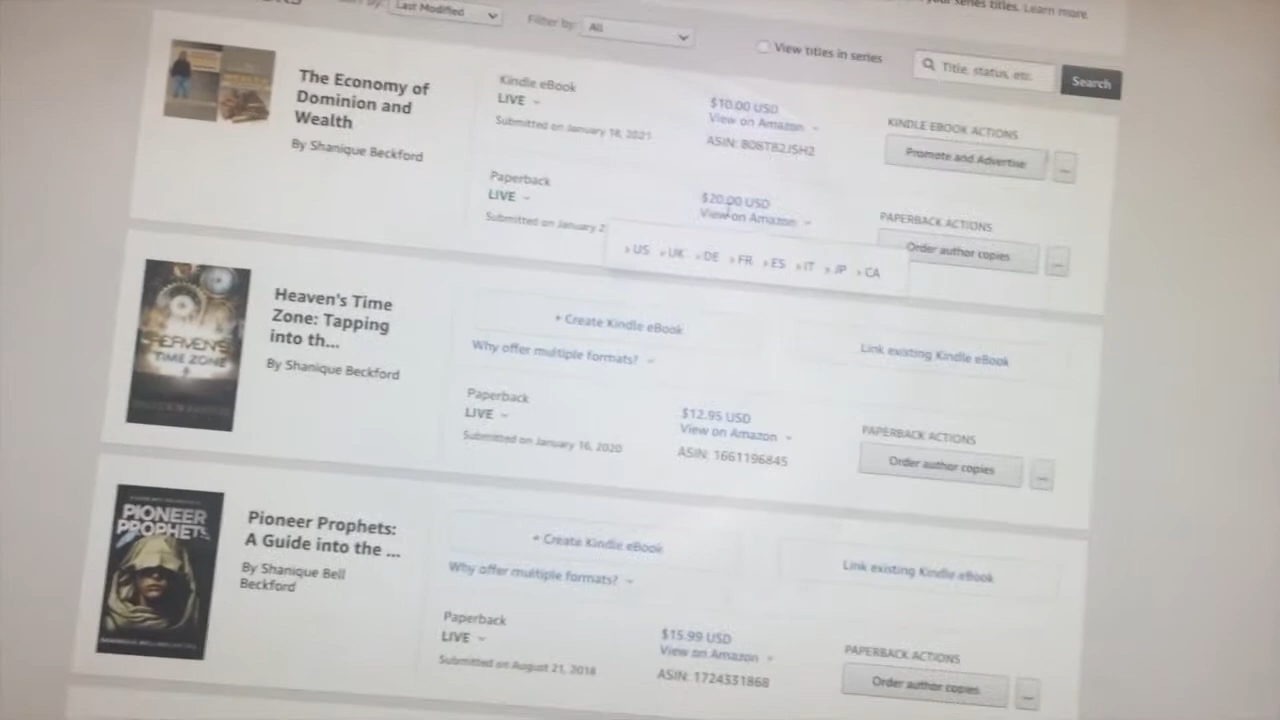 your series titles. Learn more
Last Modified
Filter by: All
View titles in series
Title, status, etc.
Search
The Economy of
Dominion and
Wealth
By Shanique Beckford
Kindle eBook
LIVE
Submitted on January 18, 2021
$10.00 USD
View on Amazon
KINDLE EBOOK ACTIONS
Promote and Advertise
...
Paperback
LIVE
Submitted on January 2
$20.00 USD
View on Amazon
PAPERBACK ACTIONS
Order author copies
...
US UK DE FR ES IT JP CA
HEAVEN'S
TIME ZONE
Heaven's Time
Zone: Tapping
into th...
By Shanique Beckford
+ Create Kindle eBook
Why offer multiple formats?
Link existing Kindle eBook
Paperback
LIVE
Submitted on January 16, 2020
$12.95 USD
View on Amazon
ASIN: 1661196845
PAPERBACK ACTIONS
Order author copies
...
PIONEER
PROPHETS
Pioneer Prophets:
A Guide into the ...
By Shanique Bell
Beckford
+ Create Kindle eBook
Why offer multiple formats?
Link existing Kindle eBook
Paperback
LIVE
Submitted on August 21, 2018
$15.99 USD
View on Amazon
ASIN: 1724331868
PAPERBACK ACTIONS
Order author copies
...